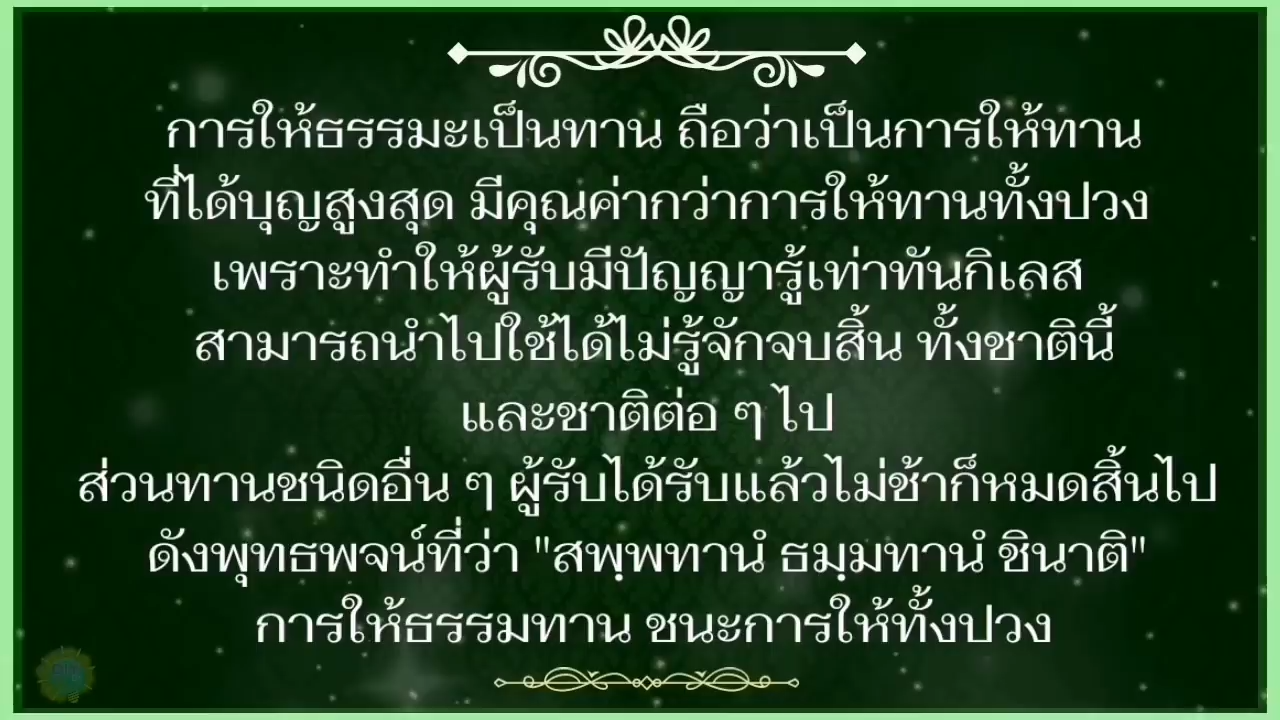 การให้ธรรมะเป็นทาน ถือว่าเป็นการให้ทาน
ที่ได้บุญสูงสุด มีคุณค่ากว่าการให้ทานทั้งปวง
เพราะทำให้ผู้รับมีปัญญารู้เท่าทันกิเลส
สามารถนำไปใช้ได้ไม่รู้จักจบสิ้น ทั้งชาตินี้
และชาติต่อ ๆ ไป
ส่วนทานชนิดอื่น ๆ ผู้รับได้รับแล้วไม่ช้าก็หมดสิ้นไป
ดังพุทธพจน์ที่ว่า "สพฺพทานํ ธมฺมทานํ ชินาติ"
การให้ธรรมทาน ชนะการให้ทั้งปวง